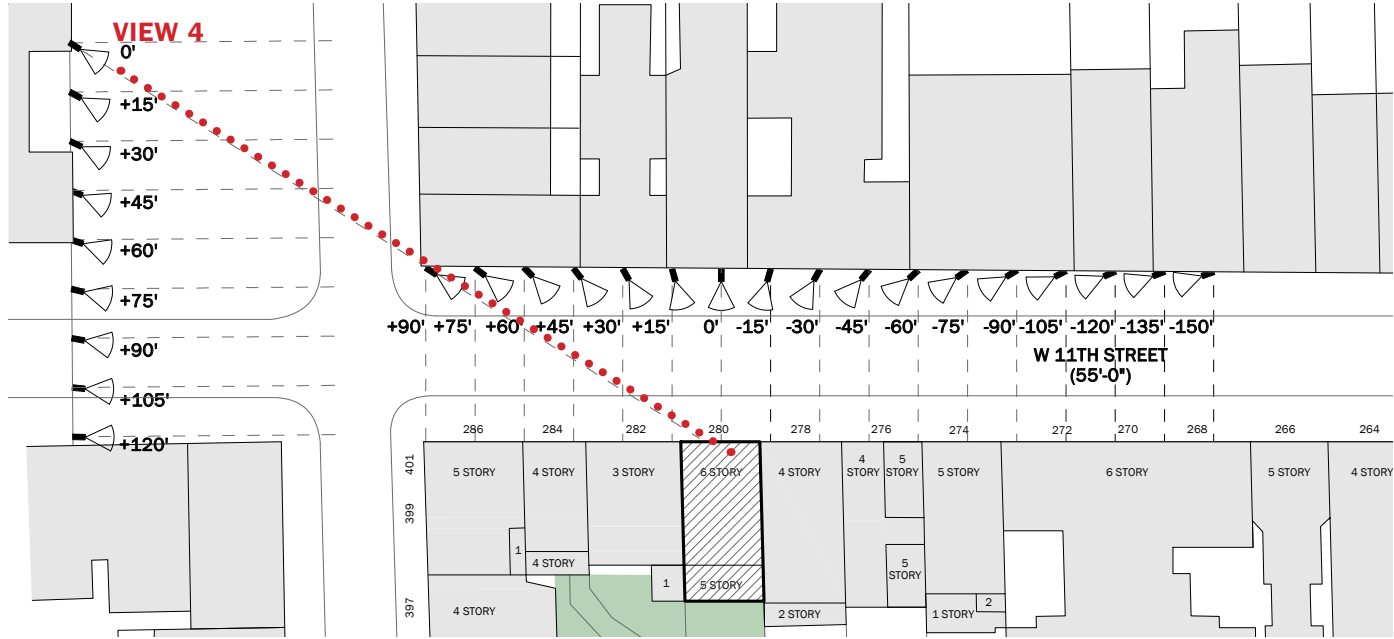 VIEW 4
0'
+15'
+30'
+45'
+60'
+75'
+90'
+105'
+120'
+90' +75' +60' +45' +30' +15' 0' -15' -30' -45' -60' -75' -90' -105' -120' -135' -150'
W 11TH STREET
(55'-0")
286 284 282 280 278 276 274 272 270 268 266 264
401
399
397
5 STORY
4 STORY
3 STORY
6 STORY
4 STORY
4
STORY
5
STORY
5 STORY
6 STORY
5 STORY
4 STORY
1
4 STORY
1
5 STORY
5
STORY
4 STORY
2 STORY
1 STORY
2